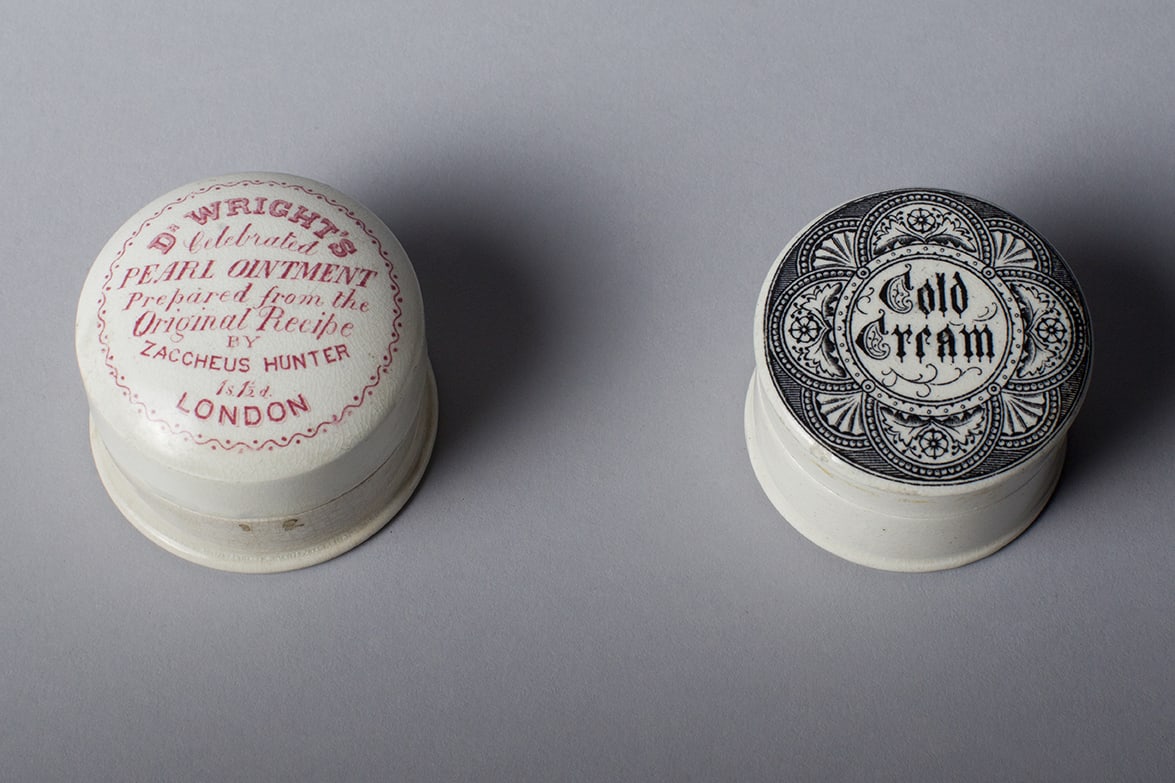 Dr WRIGHT'S
Celebrated
PEARL OINTMENT
Prepared from the
Original Recipe
BY
ZACCHEUS HUNTER
1s. 1½d.
LONDON
Cold
Cream